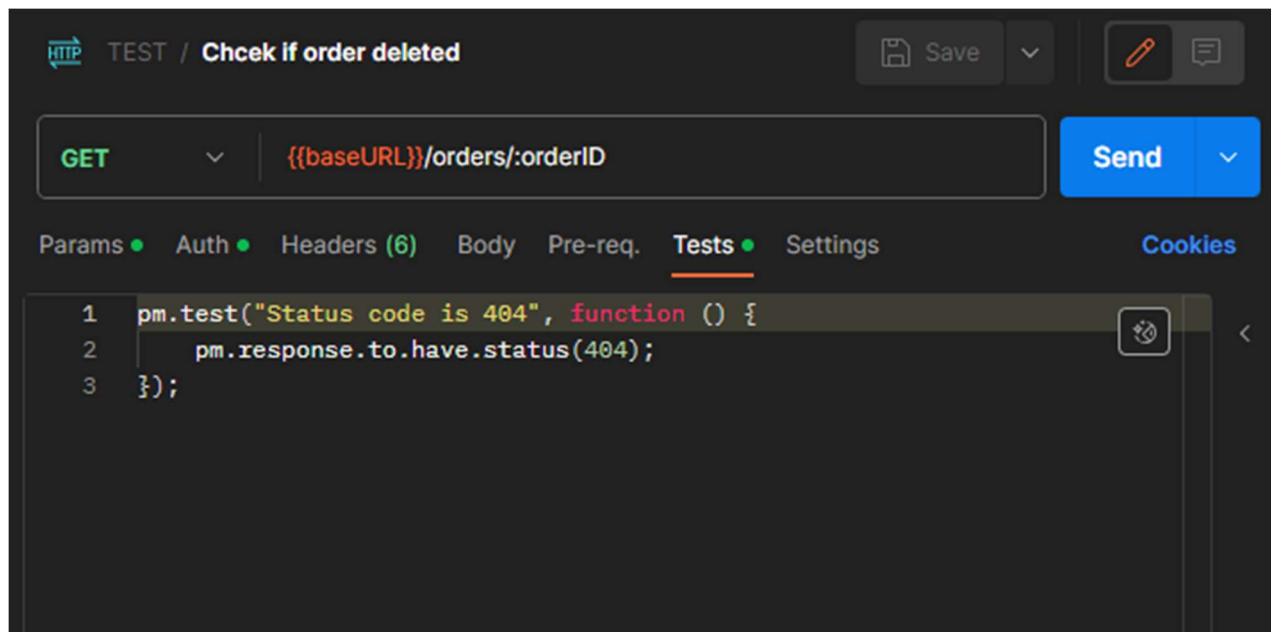 HTTP TEST / Chcek if order deleted Save
GET {{baseURL}}/orders/:orderID Send
Params Auth Headers (6) Body Pre-req. Tests Settings Cookies
1 pm.test("Status code is 404", function () {
2 pm.response.to.have.status(404);
3 });